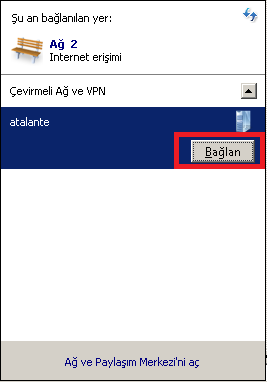 Şu an bağlanılan yer:
Ağ 2
Internet erişimi
Çevirmeli Ağ ve VPN
atalante
Bağlan
Ağ ve Paylaşım Merkezi'ni aç